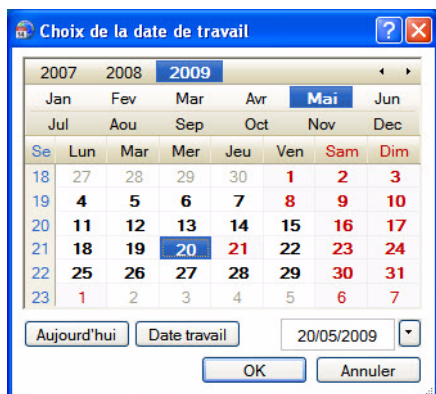 Choix de la date de travail
2007 2008 2009
Jan Fev Mar Avr Mai Jun
Jul Aou Sep Oct Nov Dec
Se Lun Mar Mer Jeu Ven Sam Dim
18 27 28 29 30 1 2 3
19 4 5 6 7 8 9 10
20 11 12 13 14 15 16 17
21 18 19 20 21 22 23 24
22 25 26 27 28 29 30 31
23 1 2 3 4 5 6 7
Aujourd'hui Date travail 20/05/2009
OK Annuler